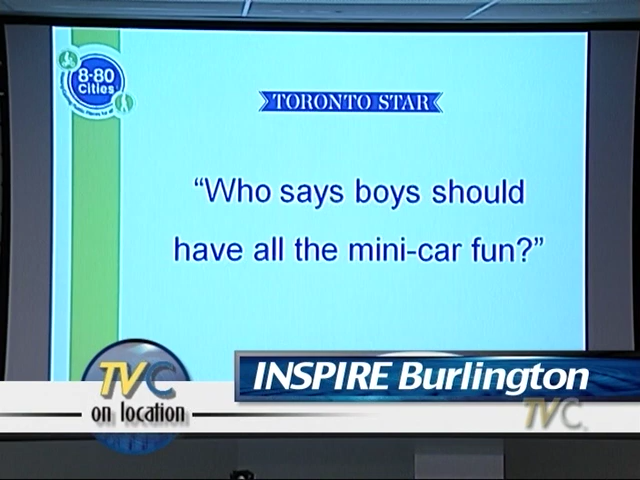 8-80
Cities
TORONTO STAR
“Who says boys should
have all the mini-car fun?”
TVC
on location
INSPIRE Burlington
TVC